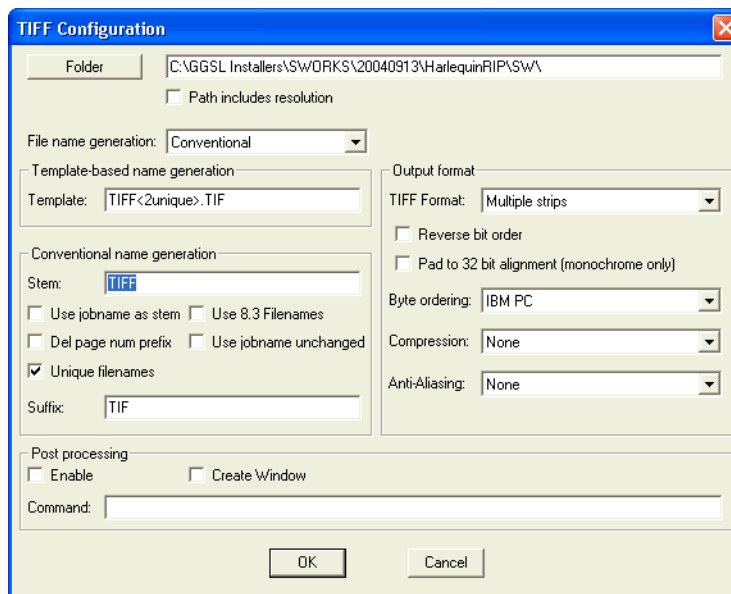 TIFF Configuration
Folder C:\GGSL Installers\SWORKS\20040913\HarlequinRIP\SW\
Path includes resolution
File name generation: Conventional
Template-based name generation
Template: TIFF<2unique>.TIF
Conventional name generation
Stem: TIFF
Use jobname as stem Use 8.3 Filenames
Del page num prefix Use jobname unchanged
Unique filenames
Suffix: TIF
Output format
TIFF Format: Multiple strips
Reverse bit order
Pad to 32 bit alignment (monochrome only)
Byte ordering: IBM PC
Compression: None
Anti-Aliasing: None
Post processing
Enable Create Window
Command:
OK Cancel